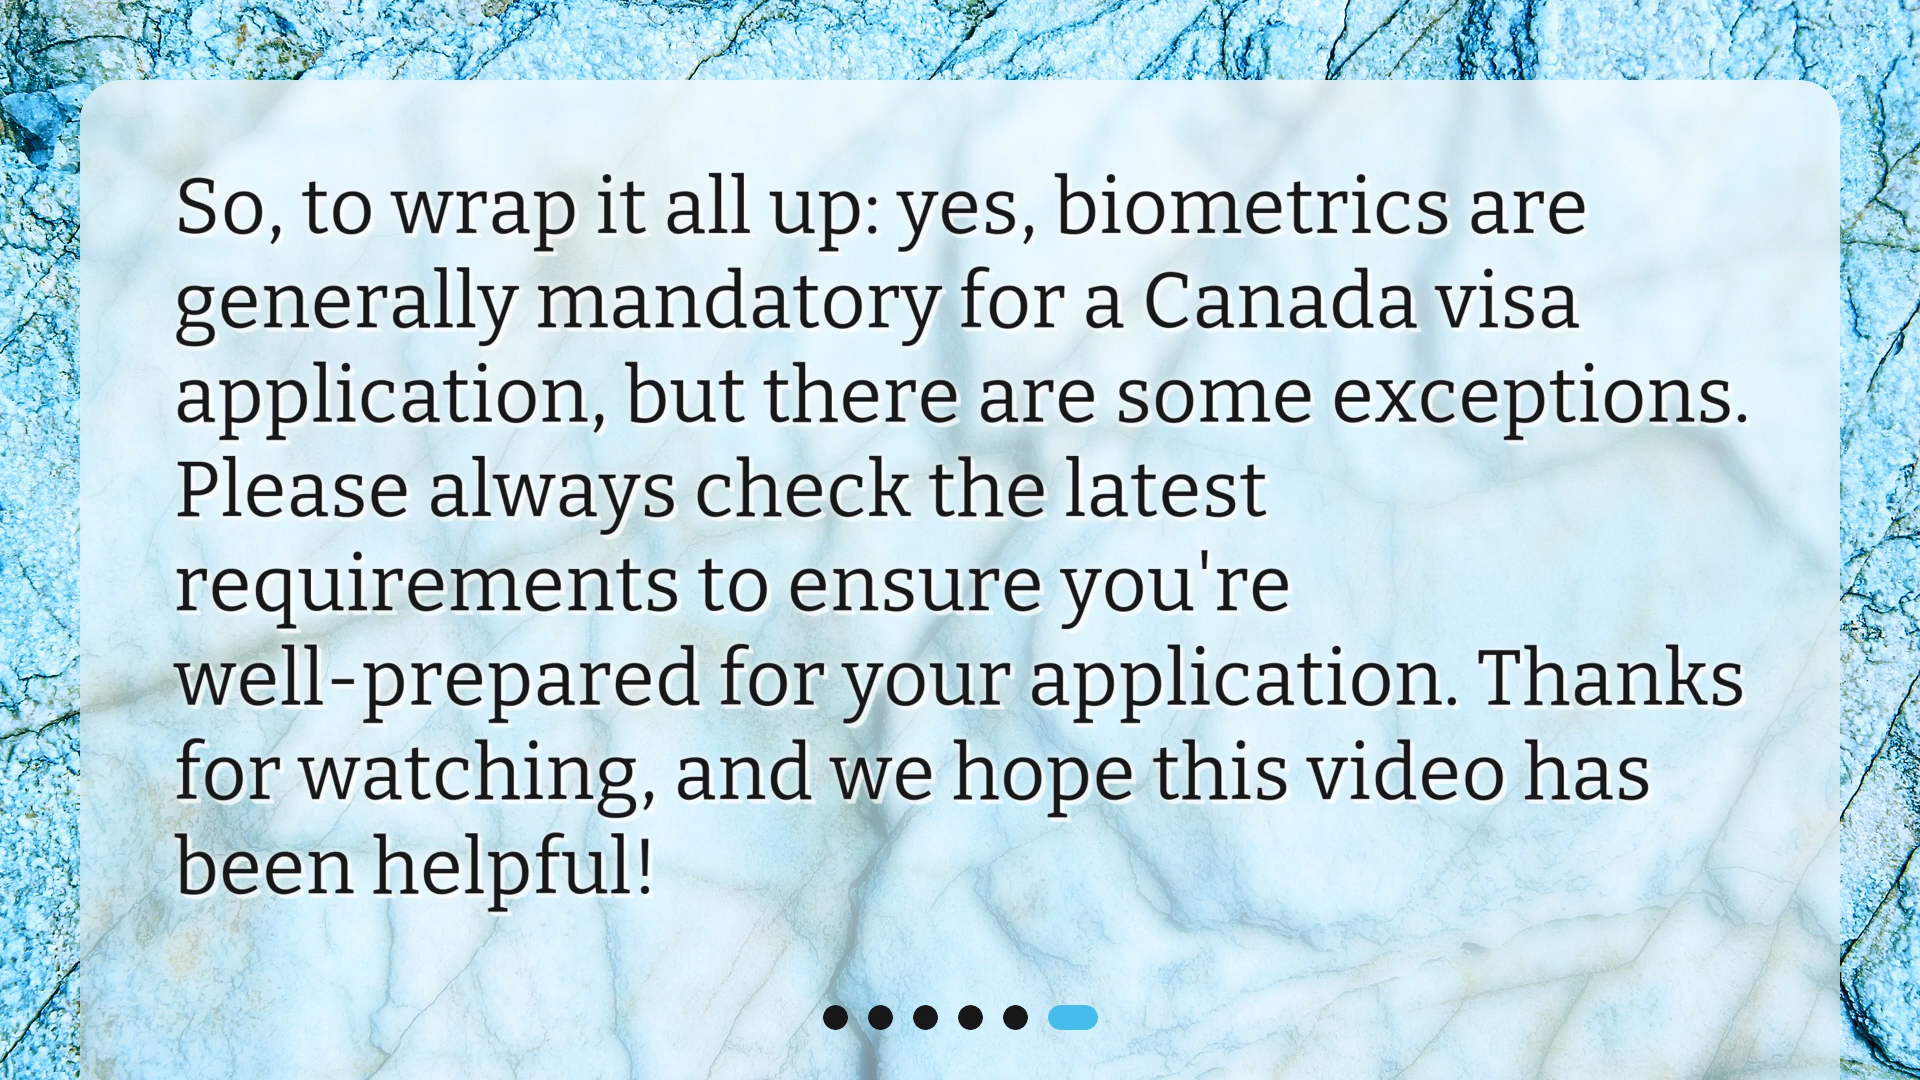 So, to wrap it all up: yes, biometrics are
generally mandatory for a Canada visa
application, but there are some exceptions.
Please always check the latest
requirements to ensure you're
well-prepared for your application. Thanks
for watching, and we hope this video has
been helpful!